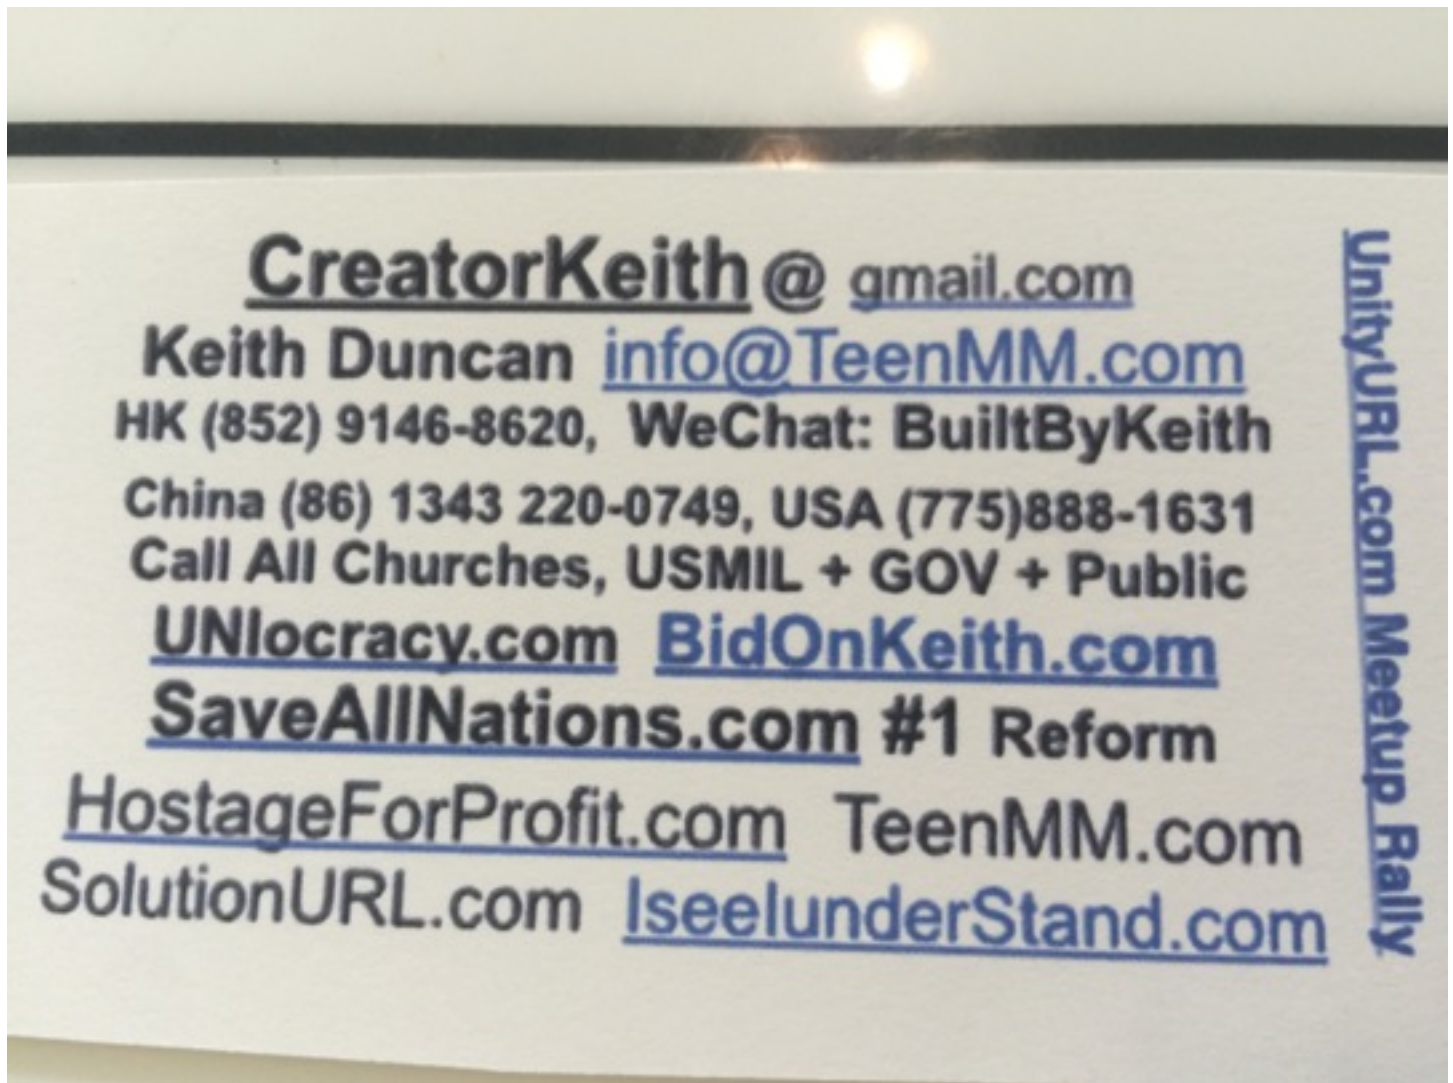 CreatorKeith@ gmail.com
Keith Duncan info@TeenMM.com
HK (852) 9146-8620, WeChat: BuiltByKeith
China (86) 1343 220-0749, USA (775)888-1631
Call All Churches, USMIL + GOV + Public
UNIocracy.com BidOnKeith.com
SaveAllNations.com #1 Reform
HostageForProfit.com TeenMM.com
SolutionURL.com IseeIunderStand.com
UnityURL.com Meetup Rally